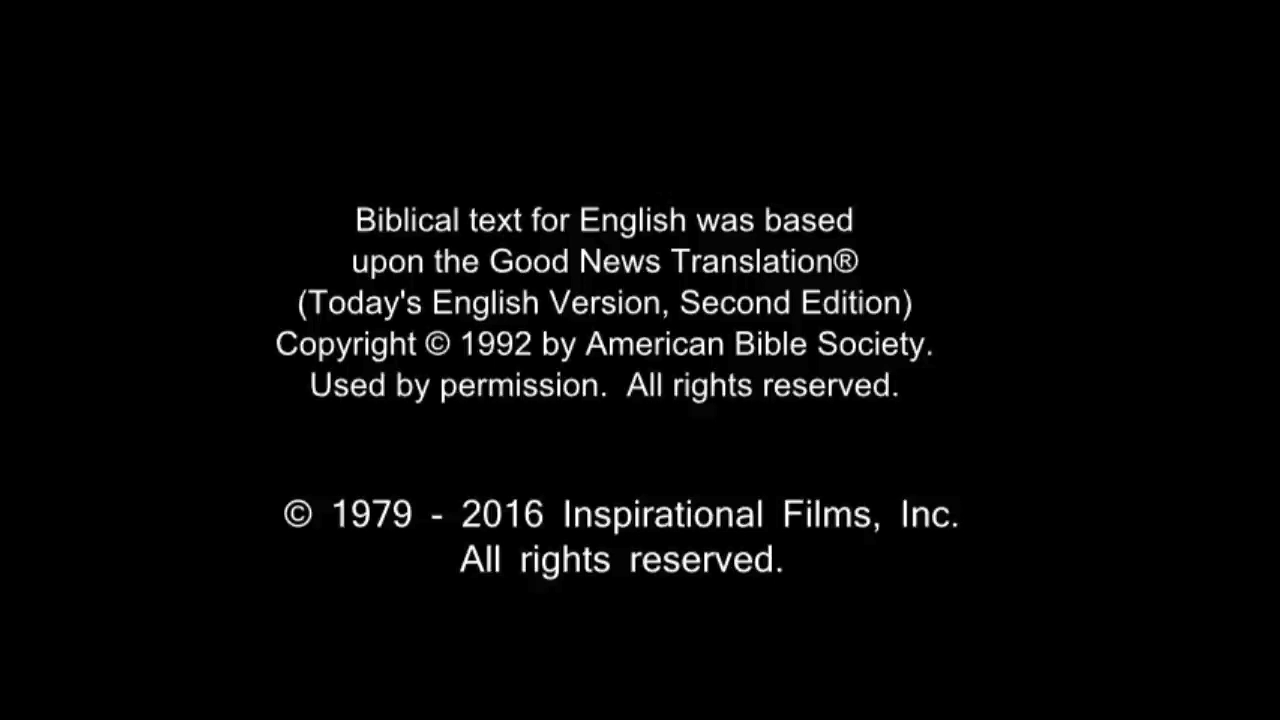 Biblical text for English was based
upon the Good News Translation®
(Today's English Version, Second Edition)
Copyright © 1992 by American Bible Society.
Used by permission.  All rights reserved.
© 1979 - 2016 Inspirational Films, Inc.
All rights reserved.